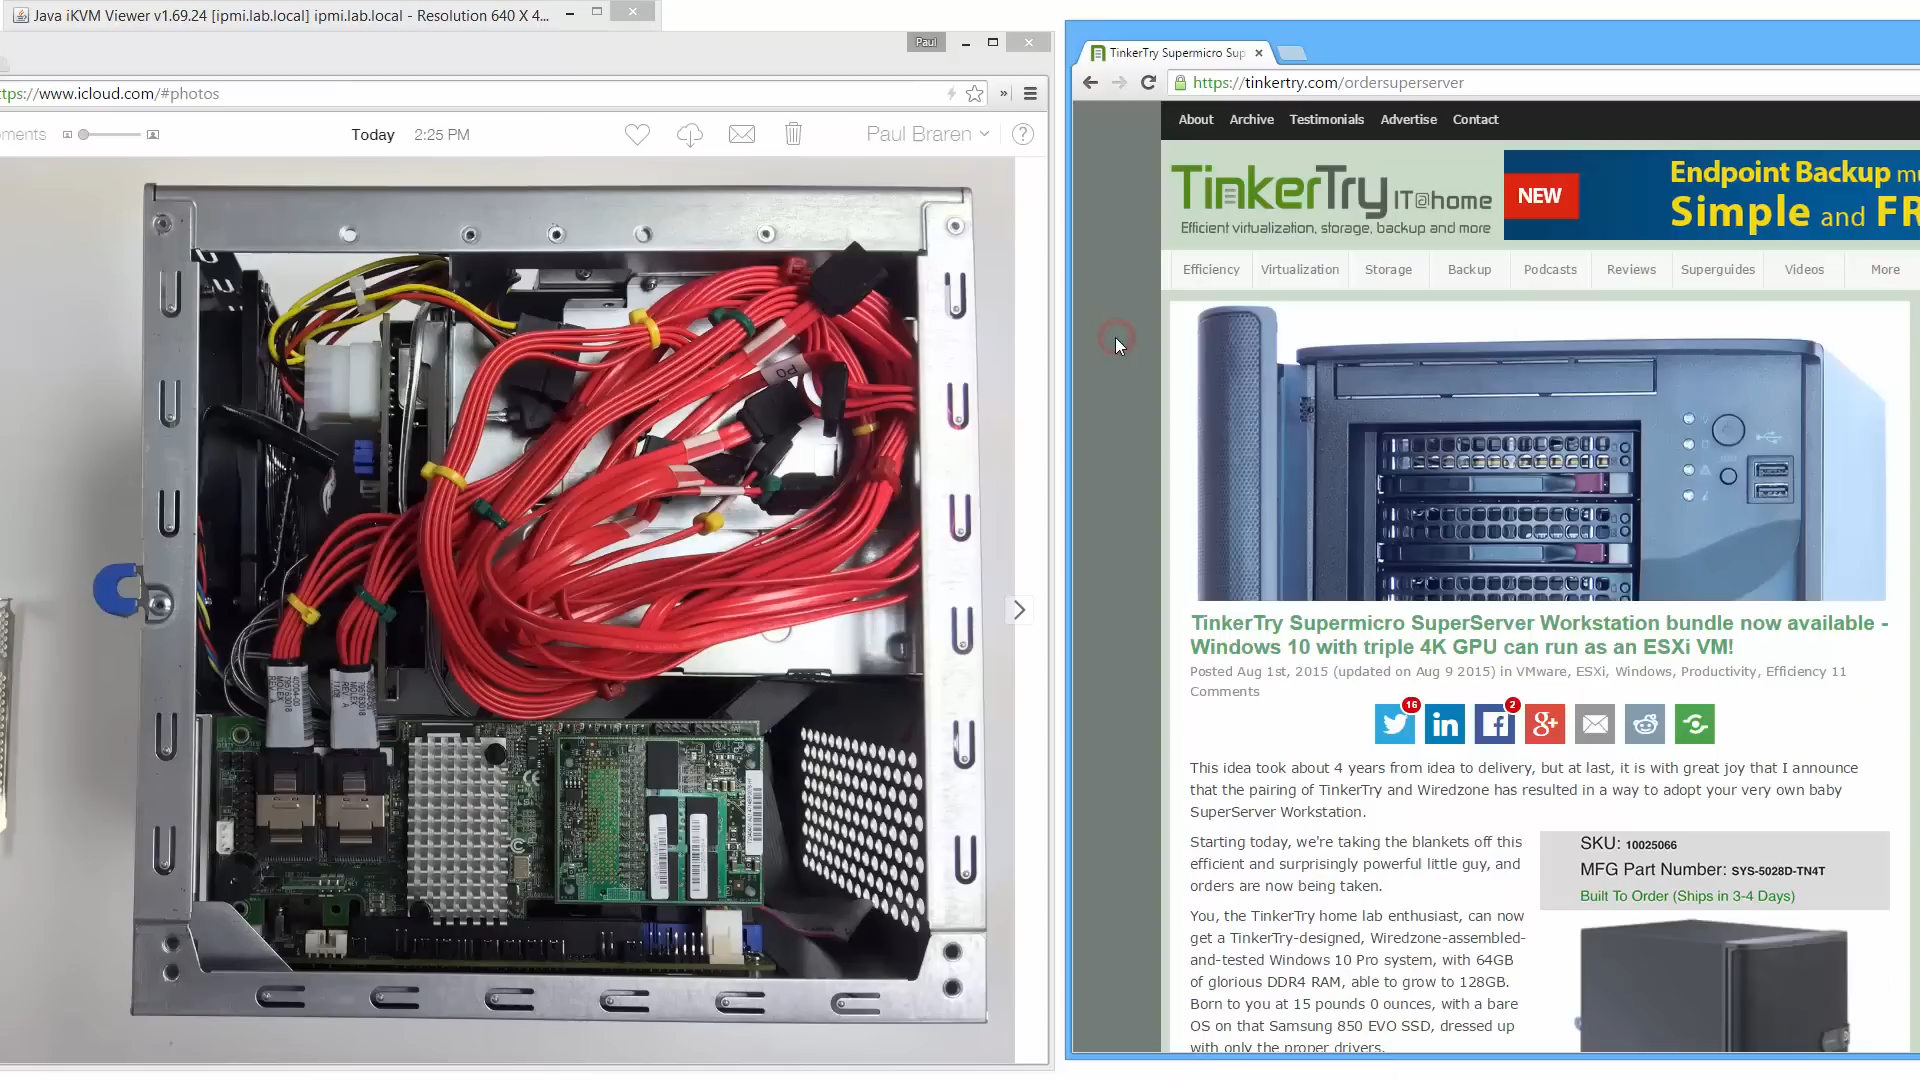 Java iKVM Viewer v1.69.24 [ipmi.lab.local] ipmi.lab.local - Resolution 640 X 4...
Paul
ttps://www.icloud.com/#photos
»
ments
Today 2:25 PM
Paul Braren
?
P0
MOLEX A
REV. A
TinkerTry Supermicro Sup
https://tinkertry.com/ordersuperserver
About Archive Testimonials Advertise Contact
TinkerTry IT@home
Efficient virtualization, storage, backup and more
NEW
Endpoint Backup mu
Simple and FR
Efficiency Virtualization Storage Backup Podcasts Reviews Superguides Videos More
TinkerTry Supermicro SuperServer Workstation bundle now available -
Windows 10 with triple 4K GPU can run as an ESXi VM!
Posted Aug 1st, 2015 (updated on Aug 9 2015) in VMware, ESXi, Windows, Productivity, Efficiency 11
Comments
16
2
in
f
g+
This idea took about 4 years from idea to delivery, but at last, it is with great joy that I announce
that the pairing of TinkerTry and Wiredzone has resulted in a way to adopt your very own baby
SuperServer Workstation.
Starting today, we're taking the blankets off this
efficient and surprisingly powerful little guy, and
orders are now being taken.
SKU: 10025066
MFG Part Number: SYS-5028D-TN4T
Built To Order (Ships in 3-4 Days)
You, the TinkerTry home lab enthusiast, can now
get a TinkerTry-designed, Wiredzone-assembled-
and-tested Windows 10 Pro system, with 64GB
of glorious DDR4 RAM, able to grow to 128GB.
Born to you at 15 pounds 0 ounces, with a bare
OS on that Samsung 850 EVO SSD, dressed up
with only the proper drivers.